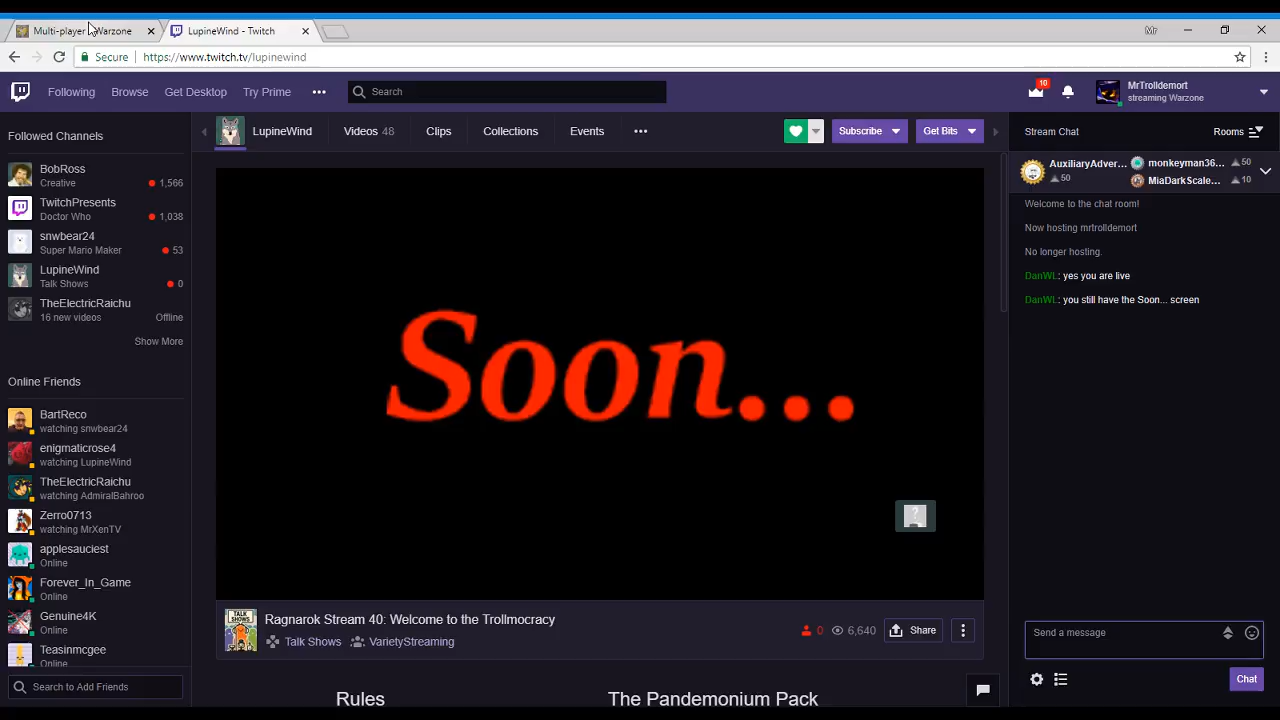 Multi-player Warzone
LupineWind - Twitch
Mr
Secure
https://www.twitch.tv/lupinewind
Following
Browse
Get Desktop
Try Prime
Search
10
MrTrolldemort
streaming Warzone
Followed Channels
BobRoss
Creative
1,566
TwitchPresents
Doctor Who
1,038
snwbear24
Super Mario Maker
53
LupineWind
Talk Shows
0
TheElectricRaichu
16 new videos
Offline
Show More
Online Friends
BartReco
watching snwbear24
enigmaticrose4
watching LupineWind
TheElectricRaichu
watching AdmiralBahroo
Zerro0713
watching MrXenTV
applesauciest
Online
Forever_In_Game
Online
Genuine4K
Online
Teasinmcgee
Online
Search to Add Friends
LupineWind
Videos 48
Clips
Collections
Events
Subscribe
Get Bits
Soon...
?
TALK SHOWS
Ragnarok Stream 40: Welcome to the Trollmocracy
Talk Shows
VarietyStreaming
0
6,640
Share
Rules
The Pandemonium Pack
Stream Chat
Rooms
AuxiliaryAdver...
50
monkeyman36...
50
MiaDarkScale...
10
Welcome to the chat room!
Now hosting mrtrolldemort
No longer hosting.
DanWL: yes you are live
DanWL: you still have the Soon... screen
Send a message
Chat